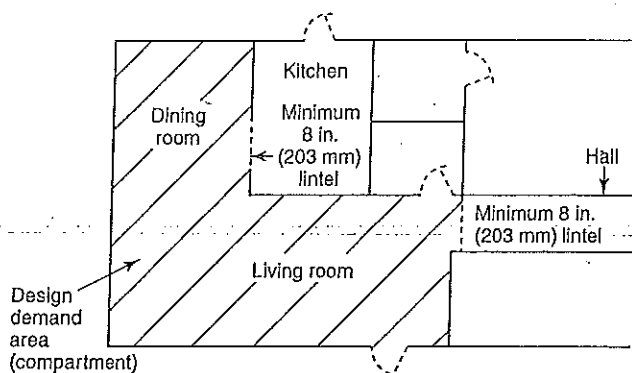 Kitchen
Dining
room
Minimum
8 in.
(203 mm)
lintel
Hall
Minimum 8 in.
(203 mm) lintel
Living room
Design
demand
area
(compartment)